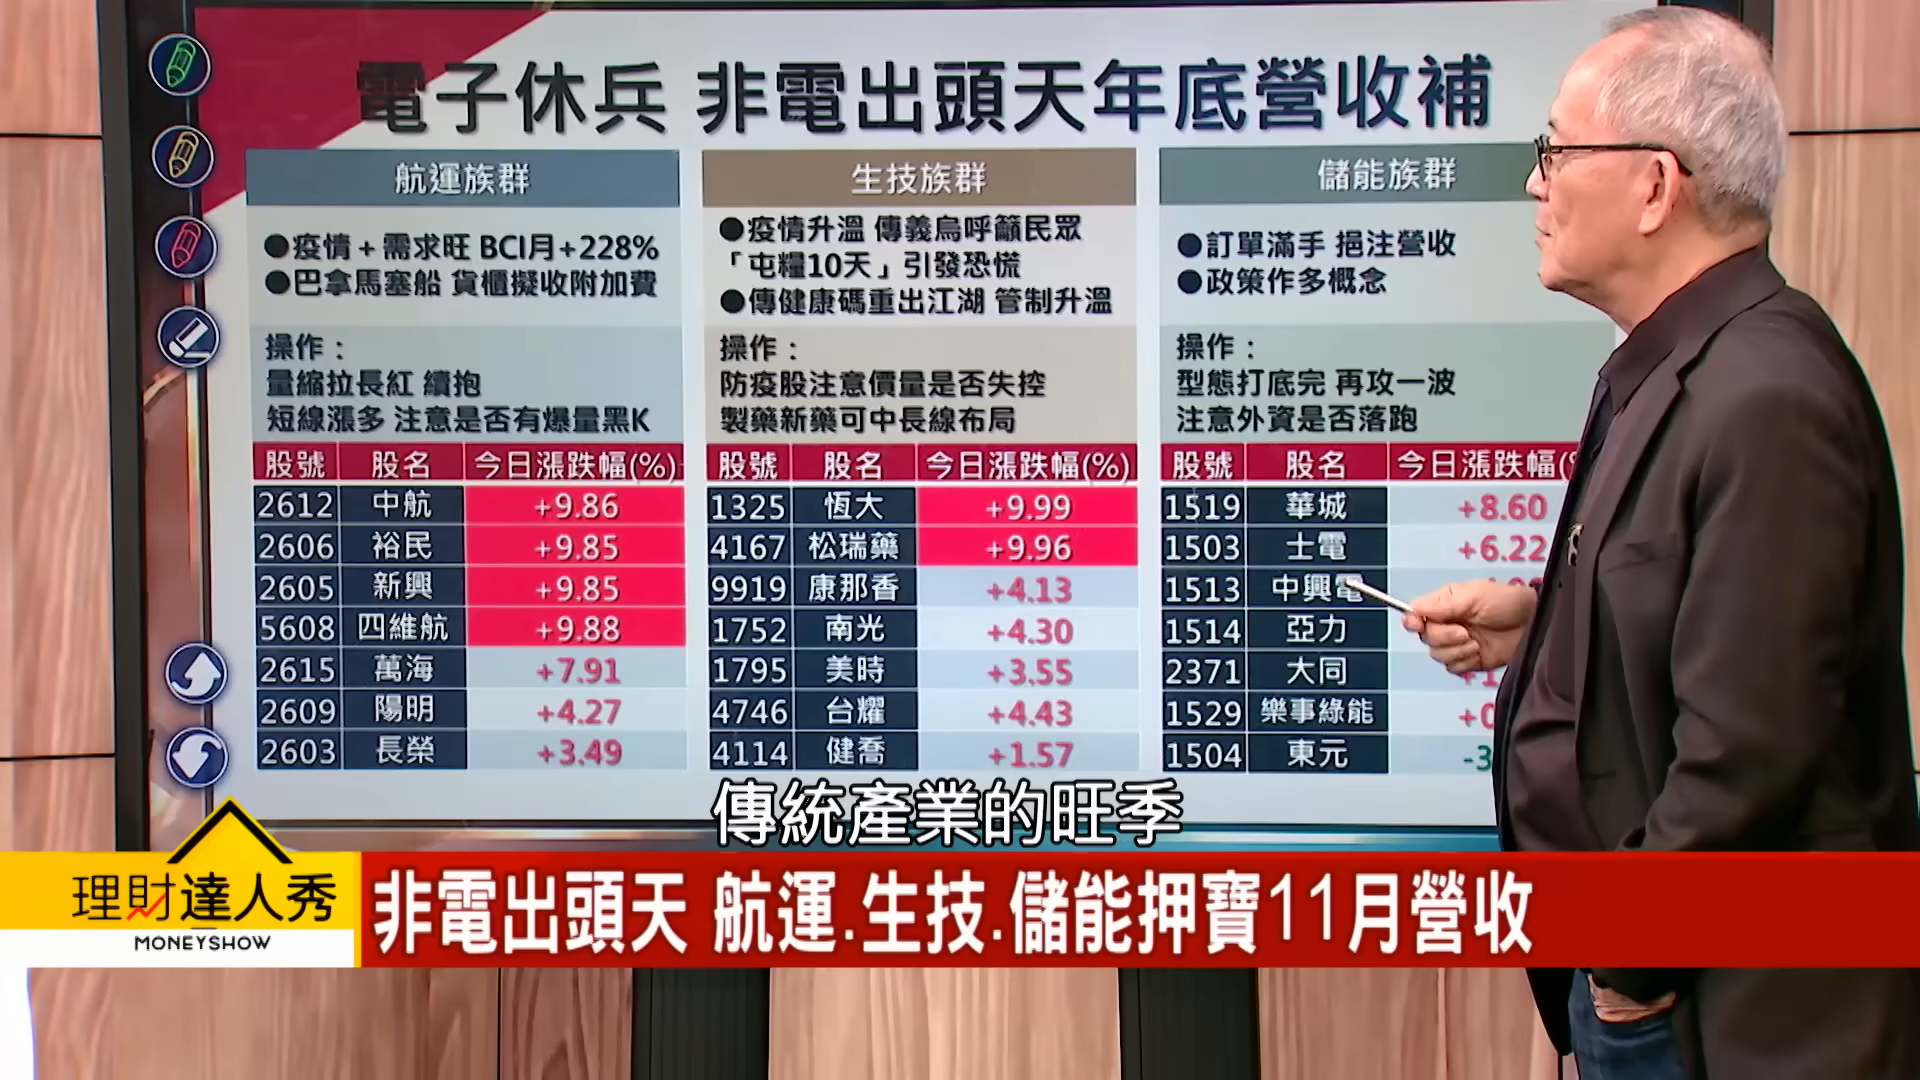 電子休兵 非電出頭天年底營收補
航運族群
●疫情+需求旺 BCI月+228%
●巴拿馬塞船 貨櫃擬收附加費
操作：
量縮拉長紅 續抱
短線漲多 注意是否有爆量黑K
股號 股名 今日漲跌幅(%)
2612 中航 +9.86
2606 裕民 +9.85
2605 新興 +9.85
5608 四維航 +9.88
2615 萬海 +7.91
2609 陽明 +4.27
2603 長榮 +3.49
生技族群
●疫情升溫 傳義烏呼籲民眾
「屯糧10天」引發恐慌
●傳健康碼重出江湖 管制升溫
操作：
防疫股注意價量是否失控
製藥新藥可中長線布局
股號 股名 今日漲跌幅(%)
1325 恆大 +9.99
4167 松瑞藥 +9.96
9919 康那香 +4.13
1752 南光 +4.30
1795 美時 +3.55
4746 台耀 +4.43
4114 健喬 +1.57
儲能族群
●訂單滿手 挹注營收
●政策作多概念
操作：
型態打底完 再攻一波
注意外資是否落跑
股號 股名 今日漲跌幅(
1519 華城 +8.60
1503 士電 +6.22
1513 中興電
1514 亞力
2371 大同 +1
1529 樂事綠能 +0
1504 東元 -3
傳統產業的旺季
理財達人秀
MONEYSHOW
非電出頭天 航運.生技.儲能押寶11月營收